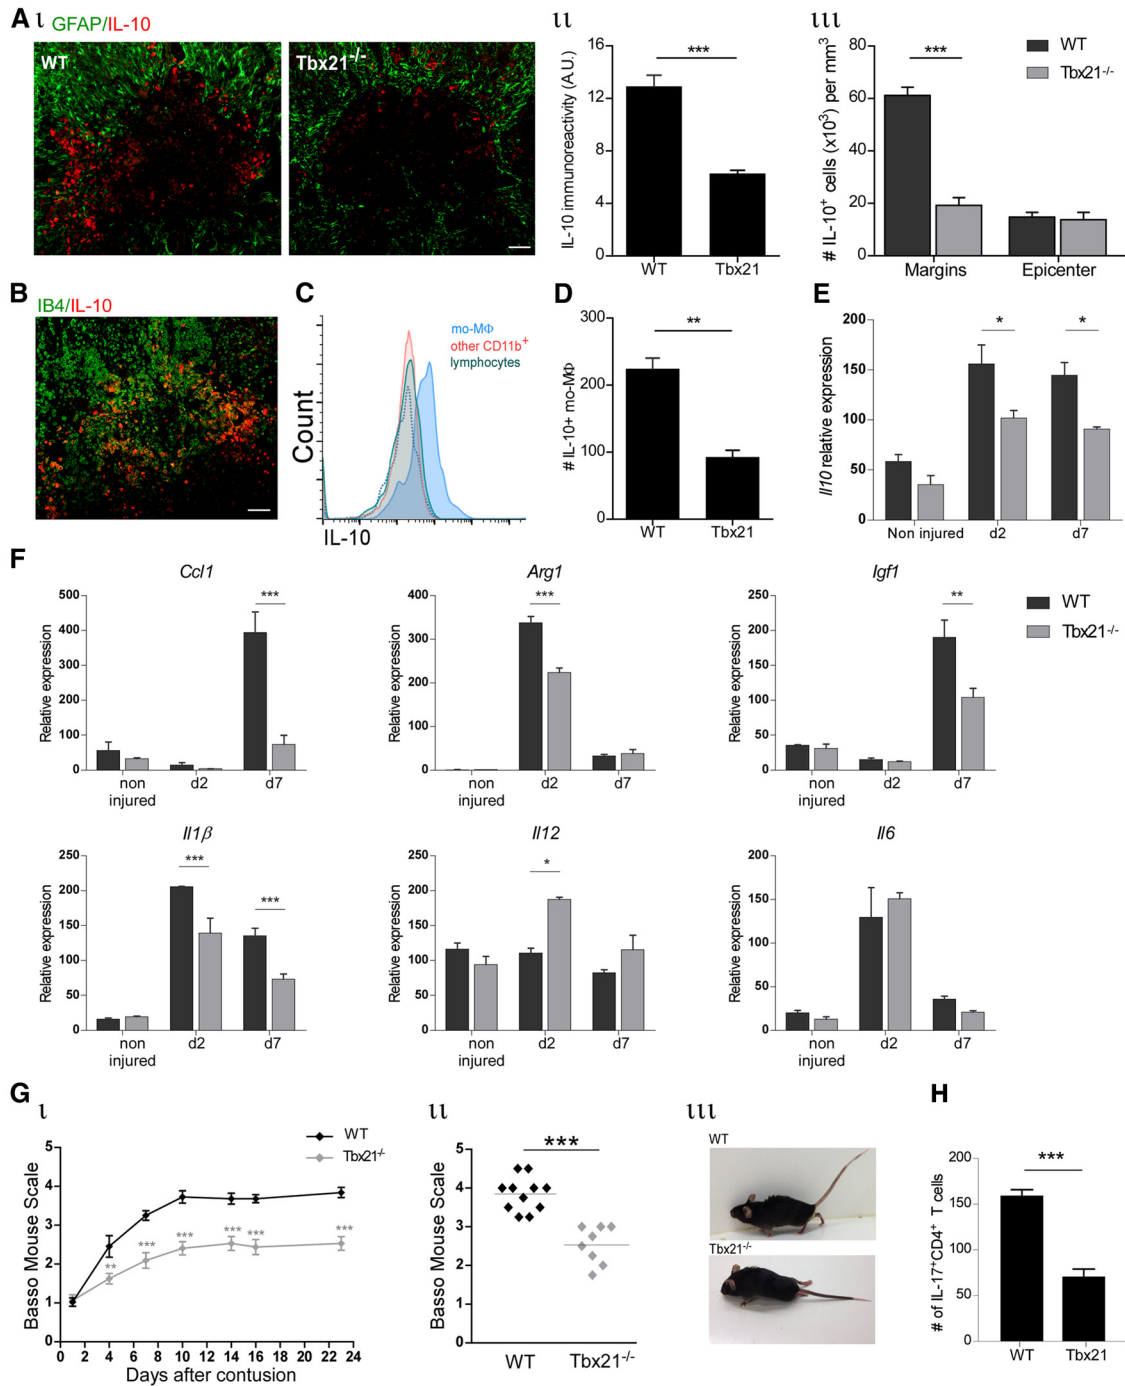 A ι GFAP/IL-10
WT
Tbx21-/-
ιι
IL-10 immunoreactivity (A.U.)
16
12
8
4
0
***
WT Tbx21
ιιι
# IL-10+ cells (x10³) per mm³
80
60
40
20
0
***
WT
Tbx21-/-
Margins Epicenter
B IB4/IL-10
C
mo-MΦ
other CD11b+
lymphocytes
Count
IL-10
D
# IL-10+ mo-MΦ
300
200
100
0
**
WT Tbx21
E
Il10 relative expression
200
150
100
50
0
* *
Non injured d2 d7
F
Ccl1
Relative expression
500
400
300
200
100
0
***
non injured d2 d7
Arg1
Relative expression
400
300
200
100
0
***
non injured d2 d7
Igf1
Relative expression
250
200
150
100
50
0
**
non injured d2 d7
WT
Tbx21-/-
Il1β
Relative expression
250
200
150
100
50
0
*** ***
non injured d2 d7
Il12
Relative expression
250
200
150
100
50
0
*
non injured d2 d7
Il6
Relative expression
200
150
100
50
0
non injured d2 d7
G ι
Basso Mouse Scale
5
4
3
2
1
0
WT
Tbx21-/-
** *** *** *** *** ***
0 2 4 6 8 10 12 14 16 18 20 22 24
Days after contusion
ιι
Basso Mouse Scale
5
4
3
2
1
0
***
WT Tbx21-/-
ιιι
WT
Tbx21-/-
H
# of IL-17+CD4+ T cells
200
150
100
50
0
***
WT Tbx21